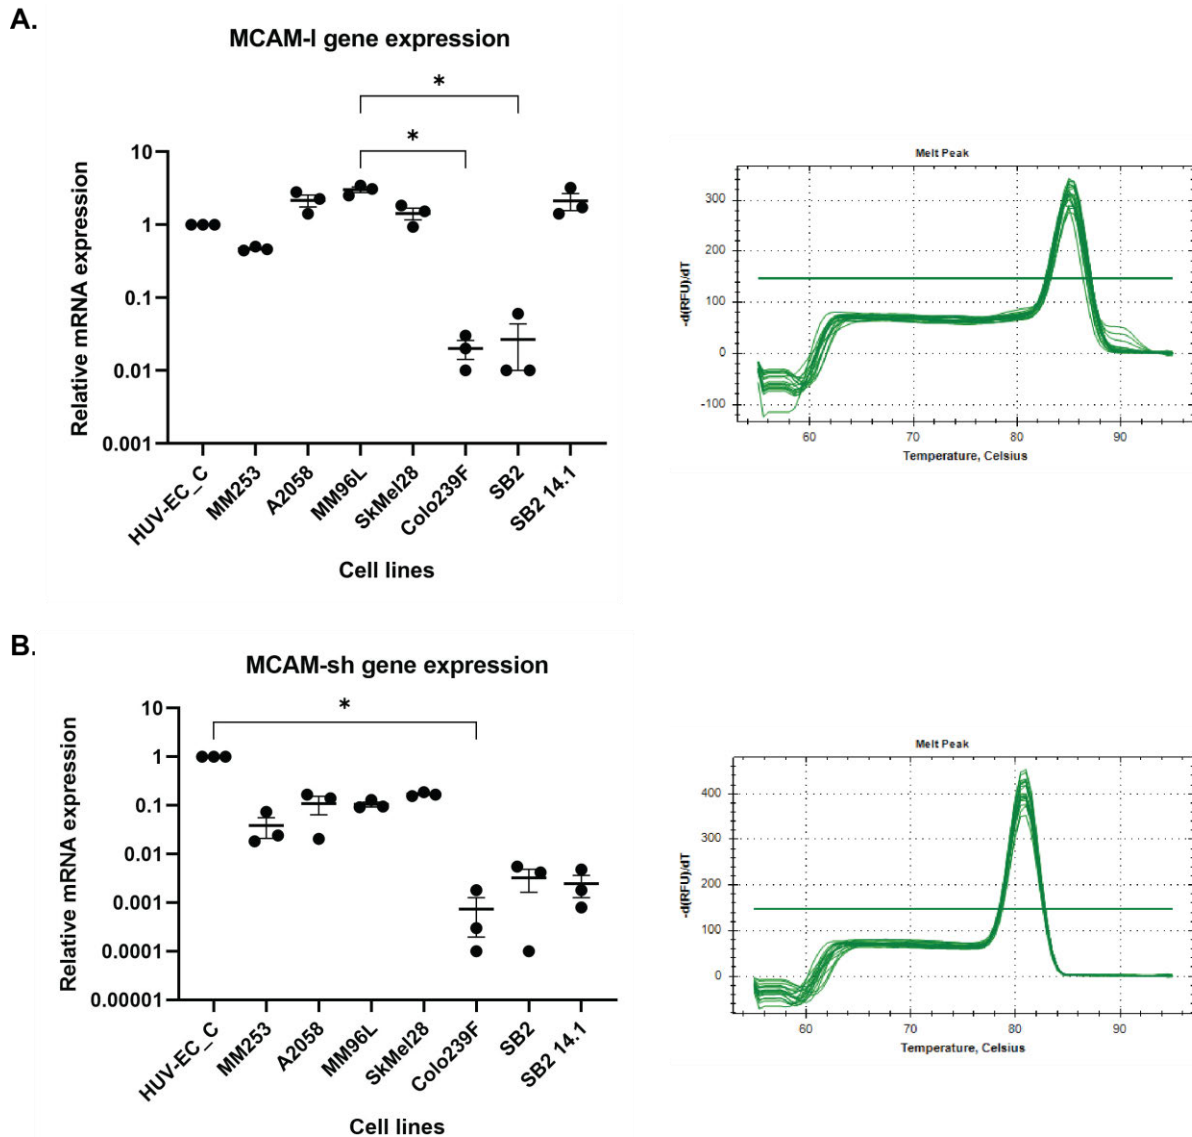 A.
MCAM-l gene expression
*
*
Relative mRNA expression
10
1
0.1
0.01
0.001
HUV-EC_C
MM253
A2058
MM96L
SkMel28
Colo239F
SB2
SB2 14.1
Cell lines
Melt Peak
-d(RFU)/dT
300
200
100
0
-100
60
70
80
90
Temperature, Celsius
B.
MCAM-sh gene expression
*
Relative mRNA expression
10
1
0.1
0.01
0.001
0.0001
0.00001
HUV-EC_C
MM253
A2058
MM96L
SkMel28
Colo239F
SB2
SB2 14.1
Cell lines
Melt Peak
-d(RFU)/dT
400
300
200
100
0
60
70
80
90
Temperature, Celsius